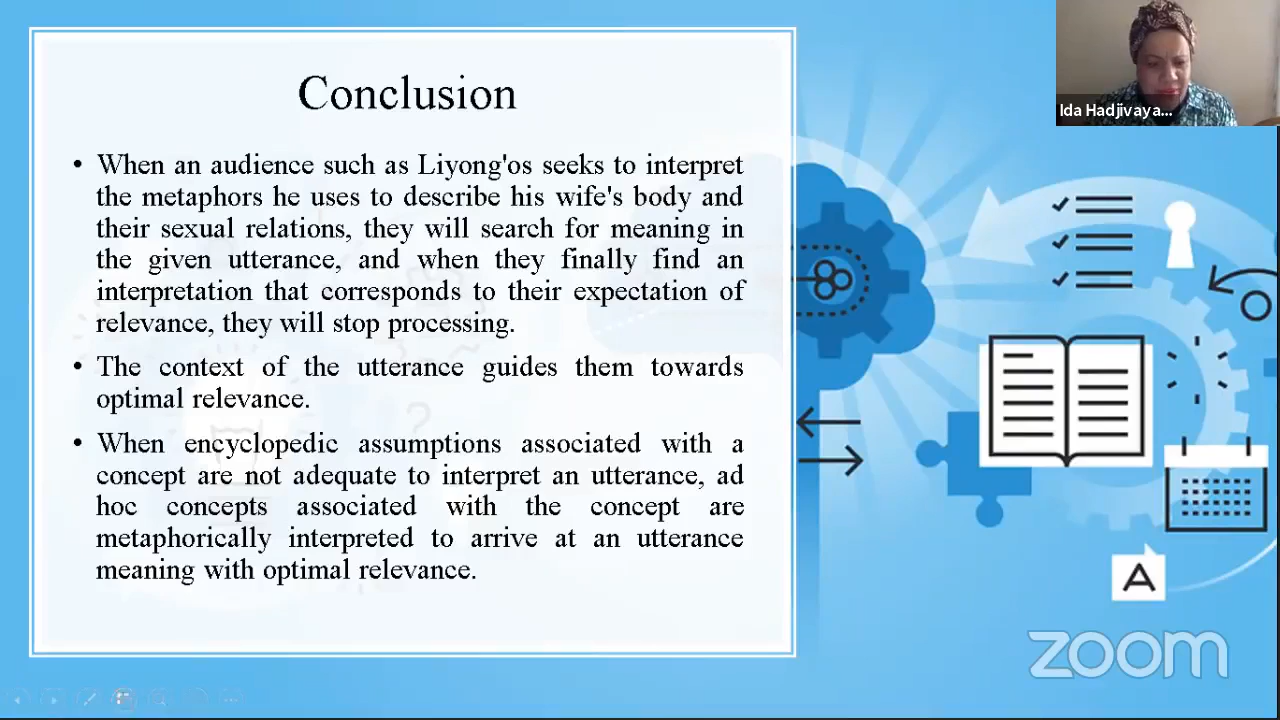 Conclusion
• When an audience such as Liyong'os seeks to interpret
the metaphors he uses to describe his wife's body and
their sexual relations, they will search for meaning in
the given utterance, and when they finally find an
interpretation that corresponds to their expectation of
relevance, they will stop processing.
• The context of the utterance guides them towards
optimal relevance.
• When encyclopedic assumptions associated with a
concept are not adequate to interpret an utterance, ad
hoc concepts associated with the concept are
metaphorically interpreted to arrive at an utterance
meaning with optimal relevance.
Ida Hadjivaya...
A
zoom